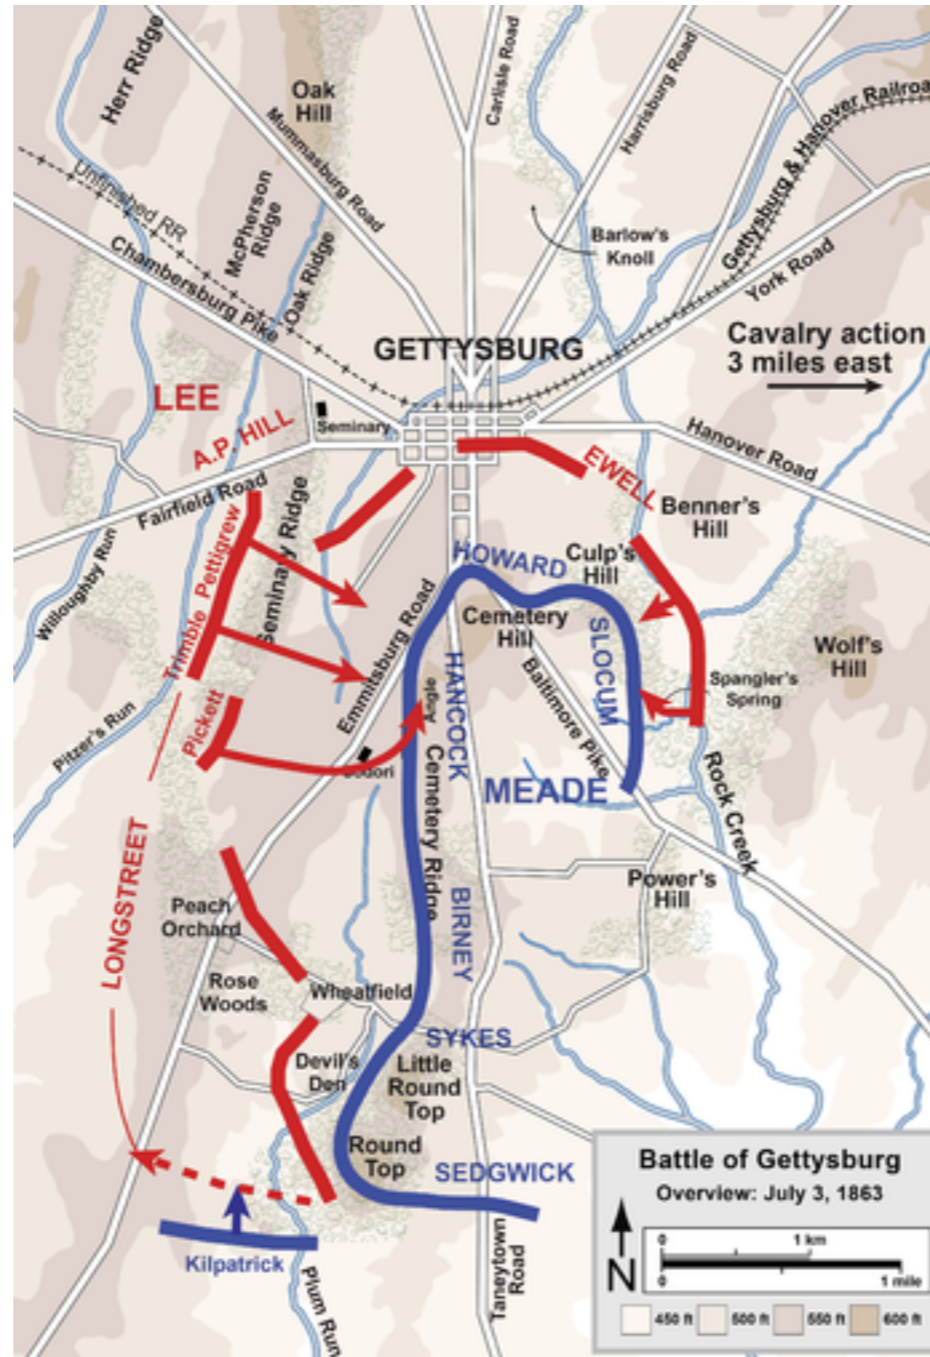 Herr Ridge
Oak
Hill
Mummasburg Road
Carlisle Road
Harrisburg Road
Gettysburg & Hanover Railroa
Unfinished RR
McPherson
Ridge
Oak Ridge
Chambersburg Pike
Barlow's
Knoll
York Road
GETTYSBURG
Cavalry action
3 miles east
LEE
A.P. HILL
Seminary
Hanover Road
EWELL
Fairfield Road
Benner's
Hill
Willoughby Run
Trimble Pettigrew
Seminary Ridge
HOWARD
Culp's
Hill
Cemetery
Hill
SLOCUM
Wolf's
Hill
Emmitsburg Road
HANCOCK
Angle
Baltimore Pike
Spangler's
Spring
Pitzer's Run
Pickett
Codori
Cemetery Ridge
MEADE
Rock Creek
LONGSTREET
Peach
Orchard
BIRNEY
Power's
Hill
Rose
Woods
Wheatfield
SYKES
Devil's
Den
Little
Round
Top
Round
Top
SEDGWICK
Kilpatrick
Plum Run
Taneytown
Road
Battle of Gettysburg
Overview: July 3, 1863
N
0 1 km
0 1 mile
450 ft 500 ft 550 ft 600 ft